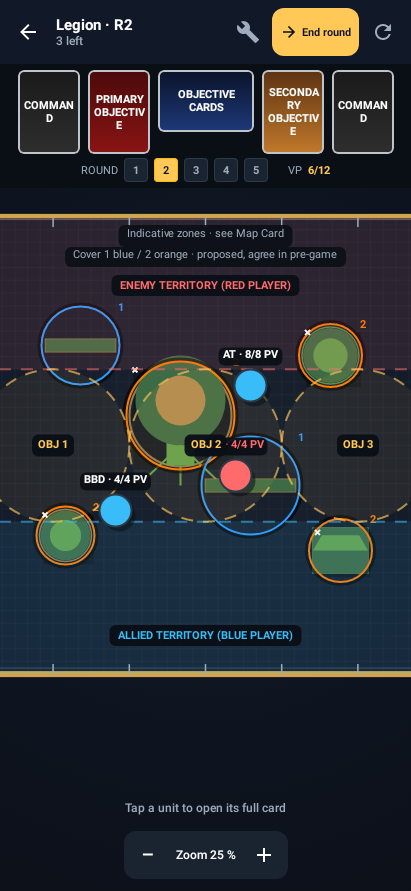 Legion · R2
3 left
End round
COMMAN
D
PRIMARY
OBJECTIV
E
OBJECTIVE
CARDS
SECONDA
RY
OBJECTIV
E
COMMAN
D
ROUND 1 2 3 4 5 VP 6/12
Indicative zones · see Map Card
Cover 1 blue / 2 orange · proposed, agree in pre-game
ENEMY TERRITORY (RED PLAYER)
1
2
AT · 8/8 PV
OBJ 1
OBJ 2 · 4/4 PV
1
OBJ 3
BBD · 4/4 PV
2
2
ALLIED TERRITORY (BLUE PLAYER)
Tap a unit to open its full card
− Zoom 25 % +